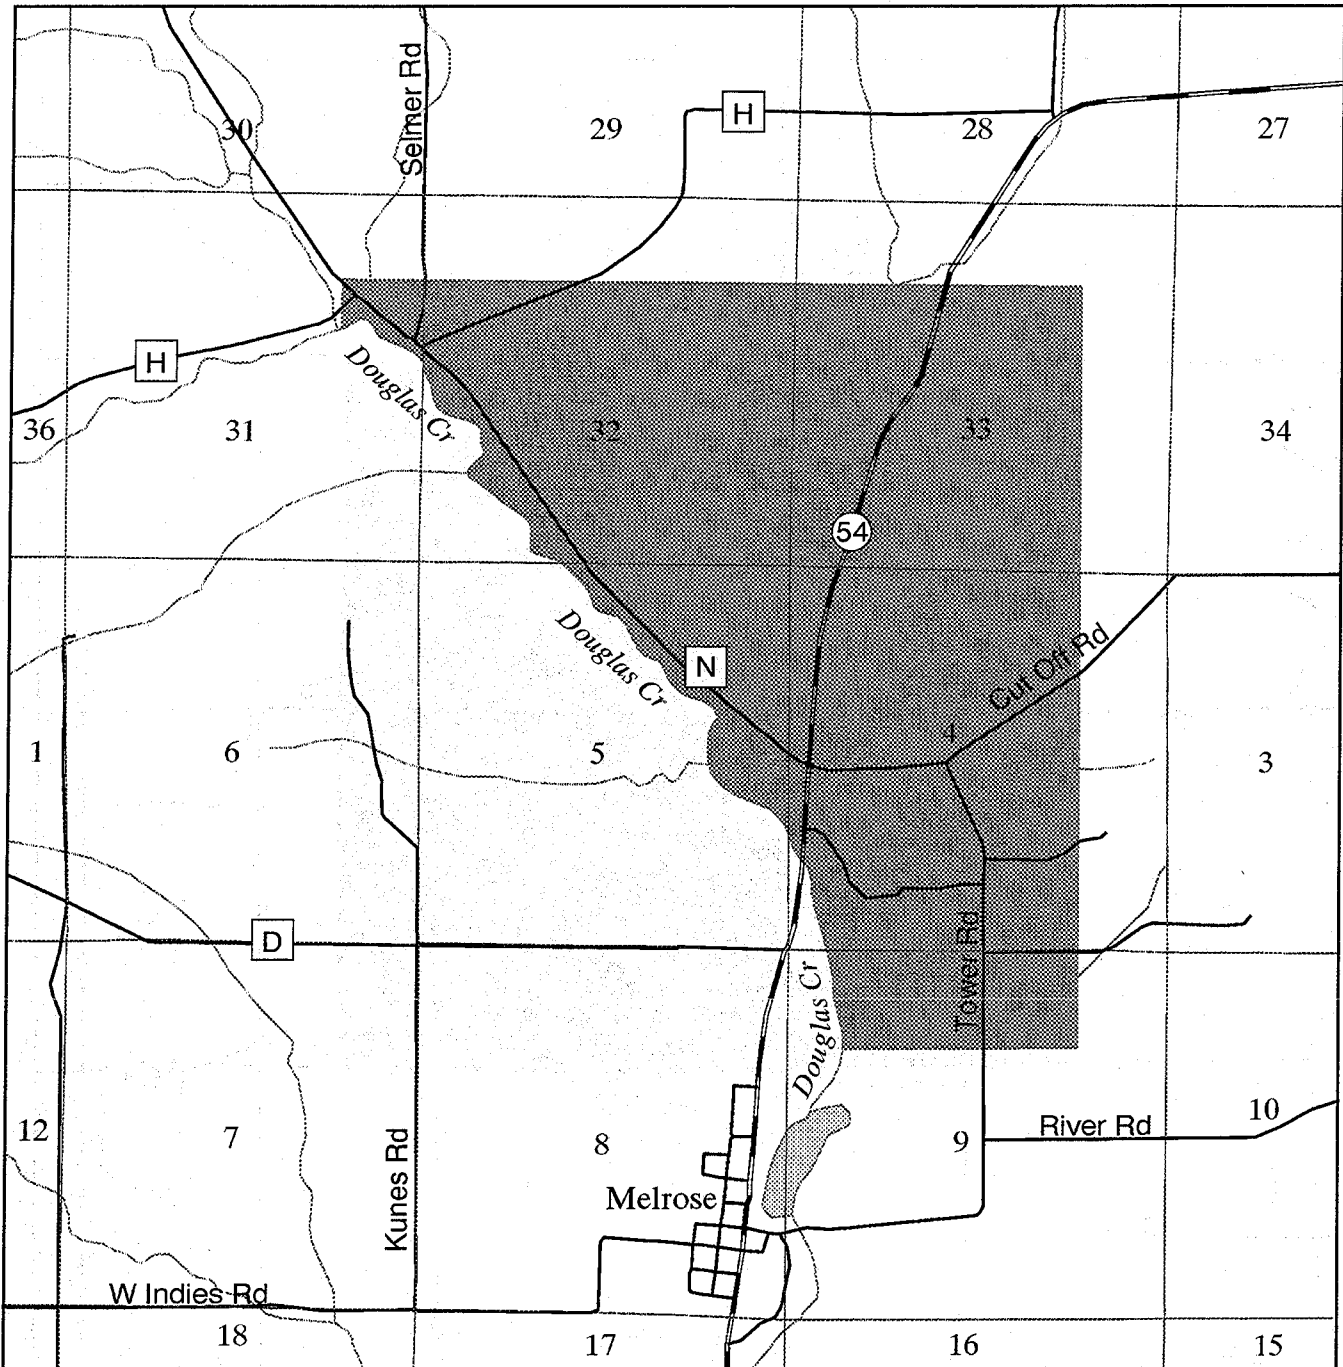 Selmer Rd
H
30
29
28
27
H
Douglas Cr
36
31
32
33
34
54
Douglas Cr
N
Cut Off Rd
1
6
5
4
3
D
Tower Rd
Douglas Cr
12
7
8
9
River Rd
10
Kunes Rd
Melrose
W Indies Rd
18
17
16
15